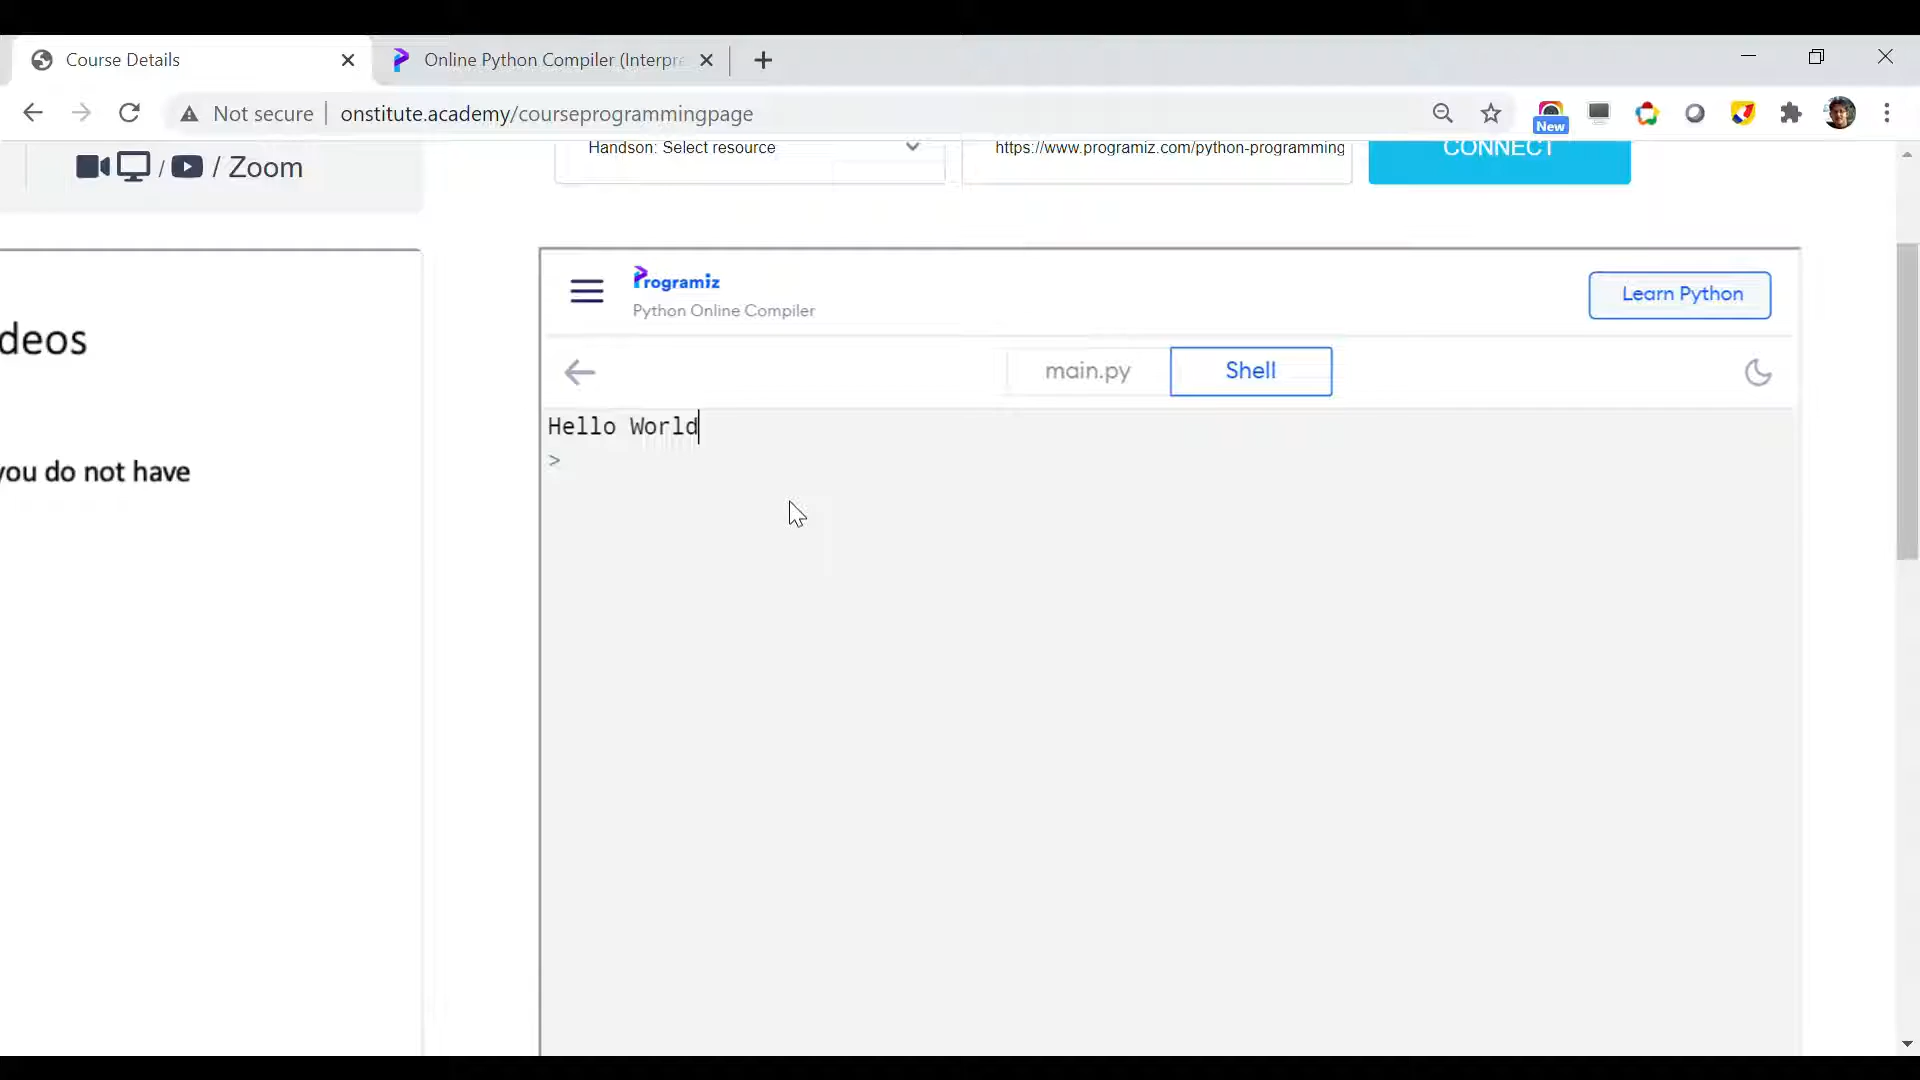 Course Details
Online Python Compiler (Interpre
Not secure
onstitute.academy/courseprogrammingpage
New
/ / Zoom
Handson: Select resource
https://www.programiz.com/python-programming
CONNECT
Programiz
Python Online Compiler
Learn Python
main.py
Shell
Hello World
>
deos
you do not have